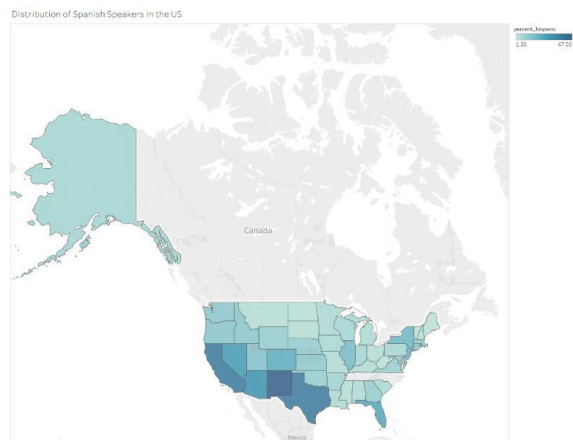 Distribution of Spanish Speakers in the US
percent_hispanic
1.30 47.00
Canada
Mexico